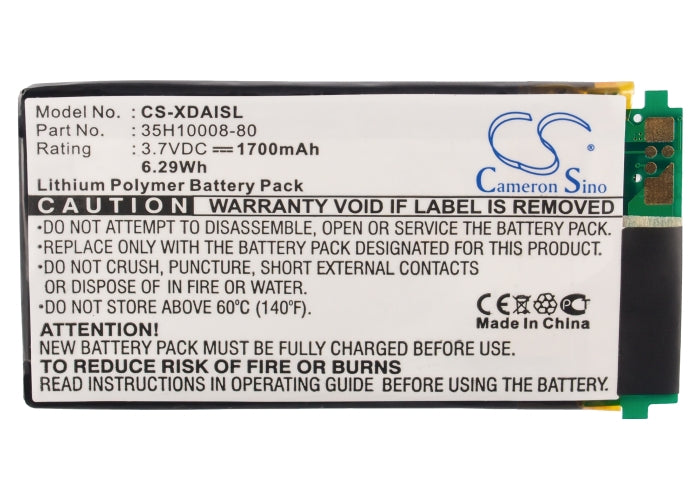 Model No. : CS-XDAISL
Part No. : 35H10008-80
Rating : 3.7VDC ⎓ 1700mAh
6.29Wh
Lithium Polymer Battery Pack
CS
Cameron Sino
CAUTION WARRANTY VOID IF LABEL IS REMOVED
•DO NOT ATTEMPT TO DISASSEMBLE, OPEN OR SERVICE THE BATTERY PACK.
•REPLACE ONLY WITH THE BATTERY PACK DESIGNATED FOR THIS PRODUCT.
•DO NOT CRUSH, PUNCTURE, SHORT EXTERNAL CONTACTS
OR DISPOSE OF IN FIRE OR WATER.
•DO NOT STORE ABOVE 60℃ (140℉).
CE PC
Made In China
ATTENTION!
NEW BATTERY PACK MUST BE FULLY CHARGED BEFORE USE.
TO REDUCE RISK OF FIRE OR BURNS
READ INSTRUCTIONS IN OPERATING GUIDE BEFORE USING BATTERY PACK.